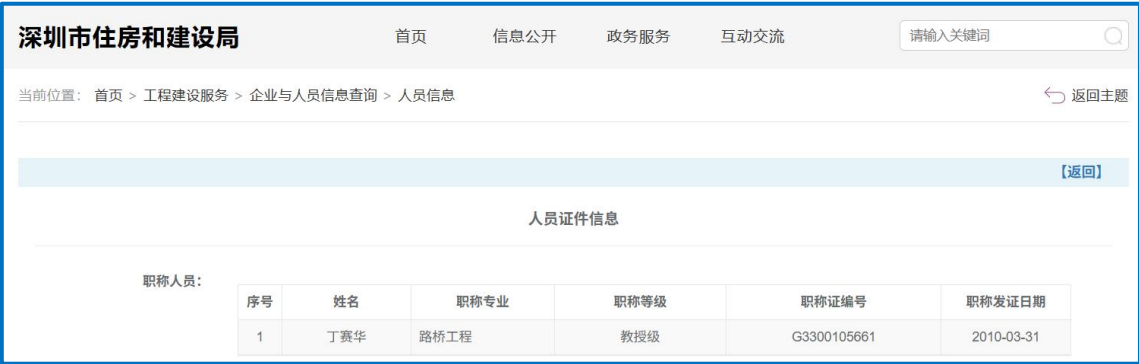 深圳市住房和建设局 首页 信息公开 政务服务 互动交流 请输入关键词
当前位置： 首页 > 工程建设服务 > 企业与人员信息查询 > 人员信息 返回主题
【返回】
人员证件信息
职称人员：
序号 姓名 职称专业 职称等级 职称证编号 职称发证日期
1 丁赛华 路桥工程 教授级 G3300105661 2010-03-31